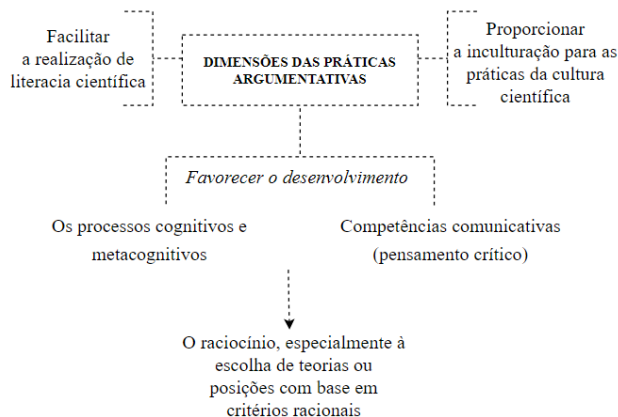 Facilitar
a realização de
literacia científica
DIMENSÕES DAS PRÁTICAS
ARGUMENTATIVAS
Proporcionar
a inculturação para as
práticas da cultura
científica
Favorecer o desenvolvimento
Os processos cognitivos e
metacognitivos
Competências comunicativas
(pensamento crítico)
O raciocínio, especialmente à
escolha de teorias ou
posições com base em
critérios racionais